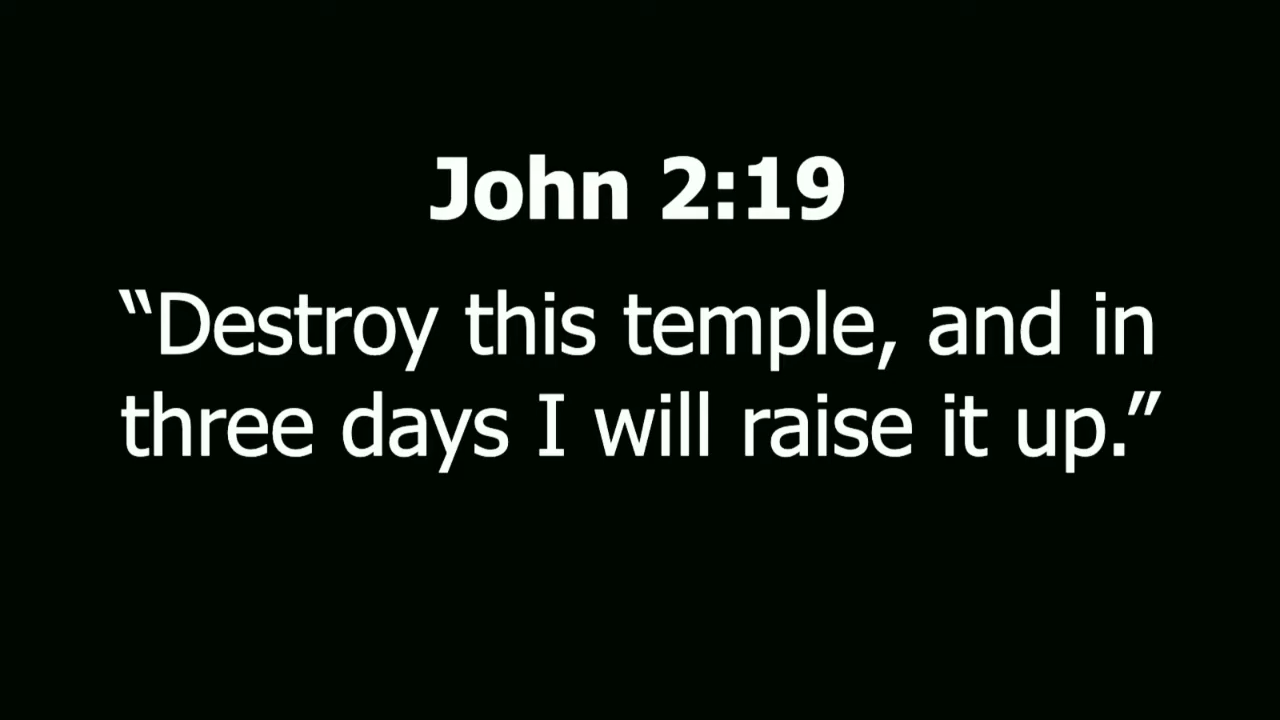 John 2:19
“Destroy this temple, and in
three days I will raise it up.”